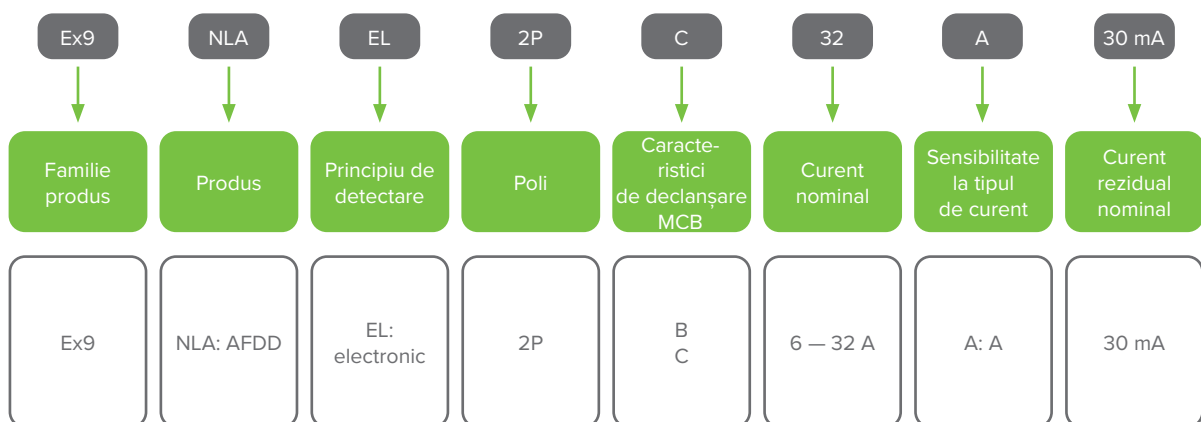 Ex9
NLA
EL
2P
C
32
A
30 mA
Familie
produs
Produs
Principiu de
detectare
Poli
Caracte-
ristici
de declanșare
MCB
Curent
nominal
Sensibilitate
la tipul
de curent
Curent
rezidual
nominal
Ex9
NLA: AFDD
EL:
electronic
2P
B
C
6 — 32 A
A: A
30 mA